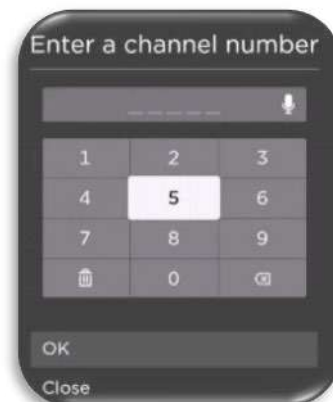 Enter a channel number
_ _ _ _ _
1 2 3
4 5 6
7 8 9
0
OK
Close